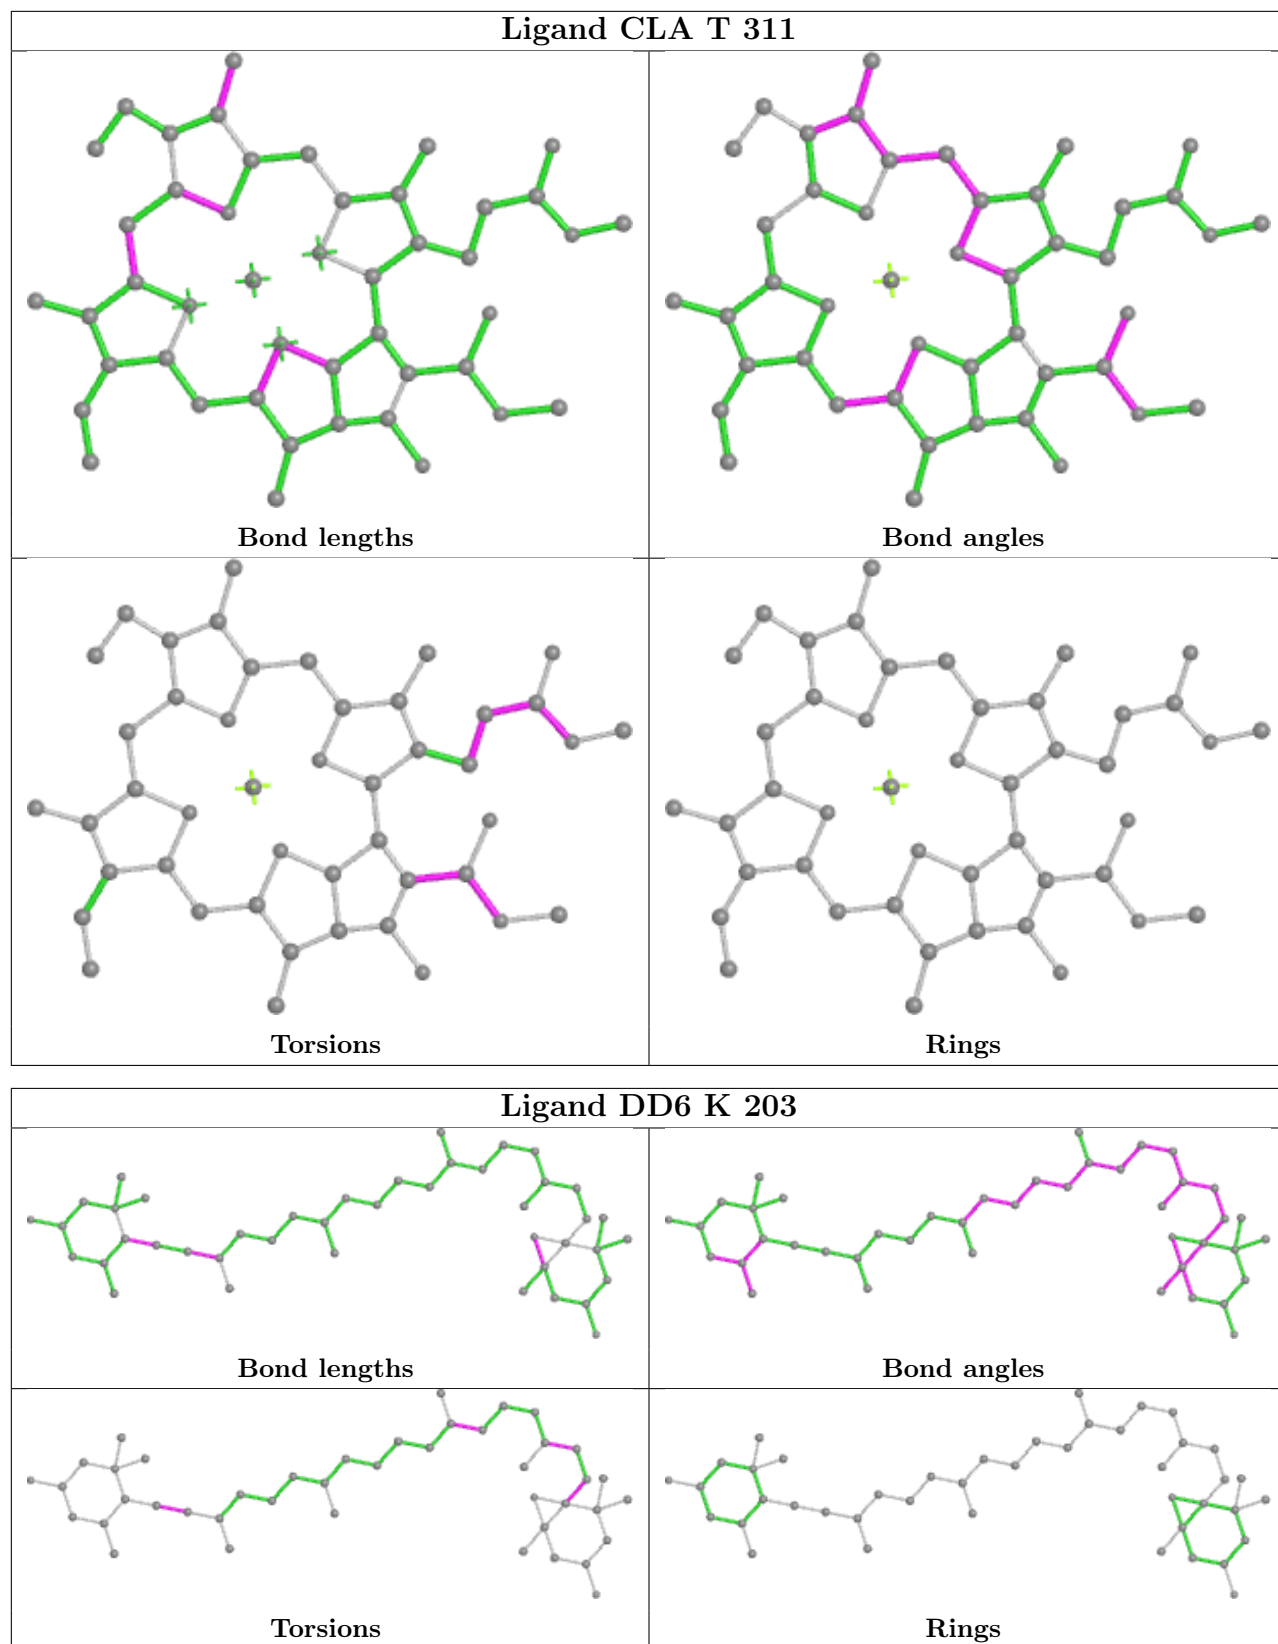 Ligand CLA T 311
Bond lengths
Bond angles
Torsions
Rings
Ligand DD6 K 203
Bond lengths
Bond angles
Torsions
Rings